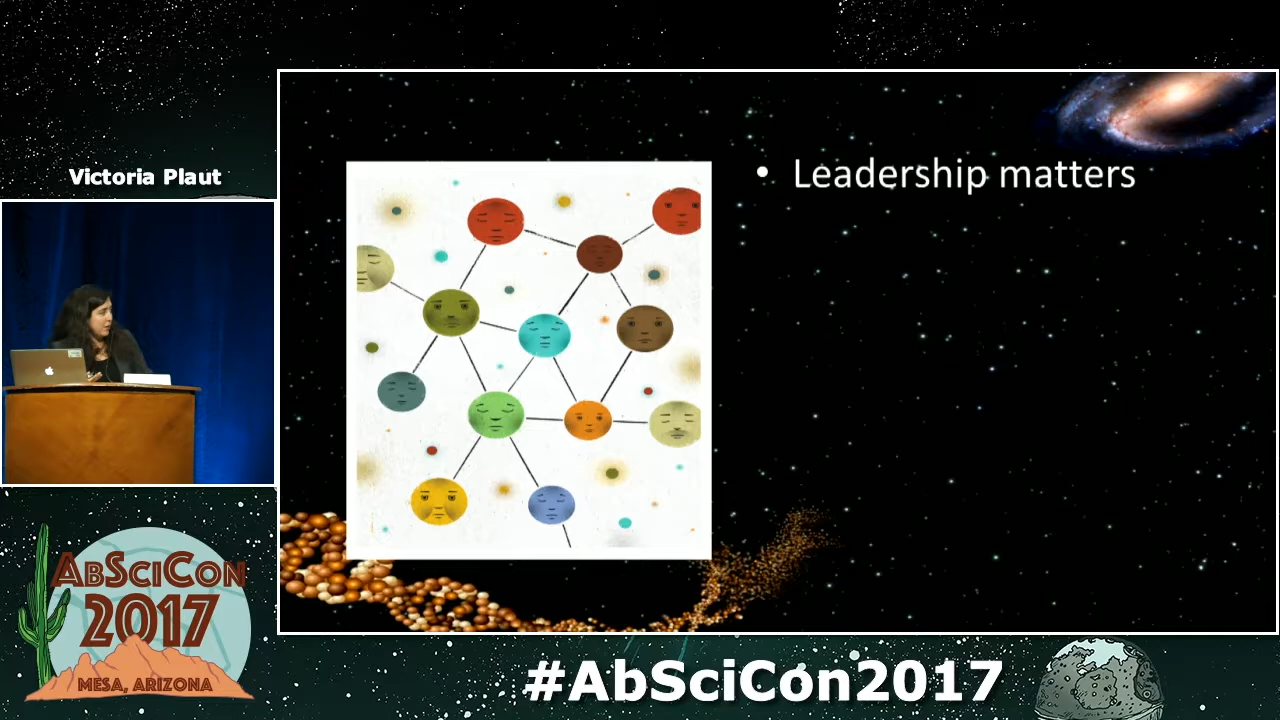 Victoria Plaut
• Leadership matters
AbSciCon
2017
MESA, ARIZONA
#AbSciCon2017